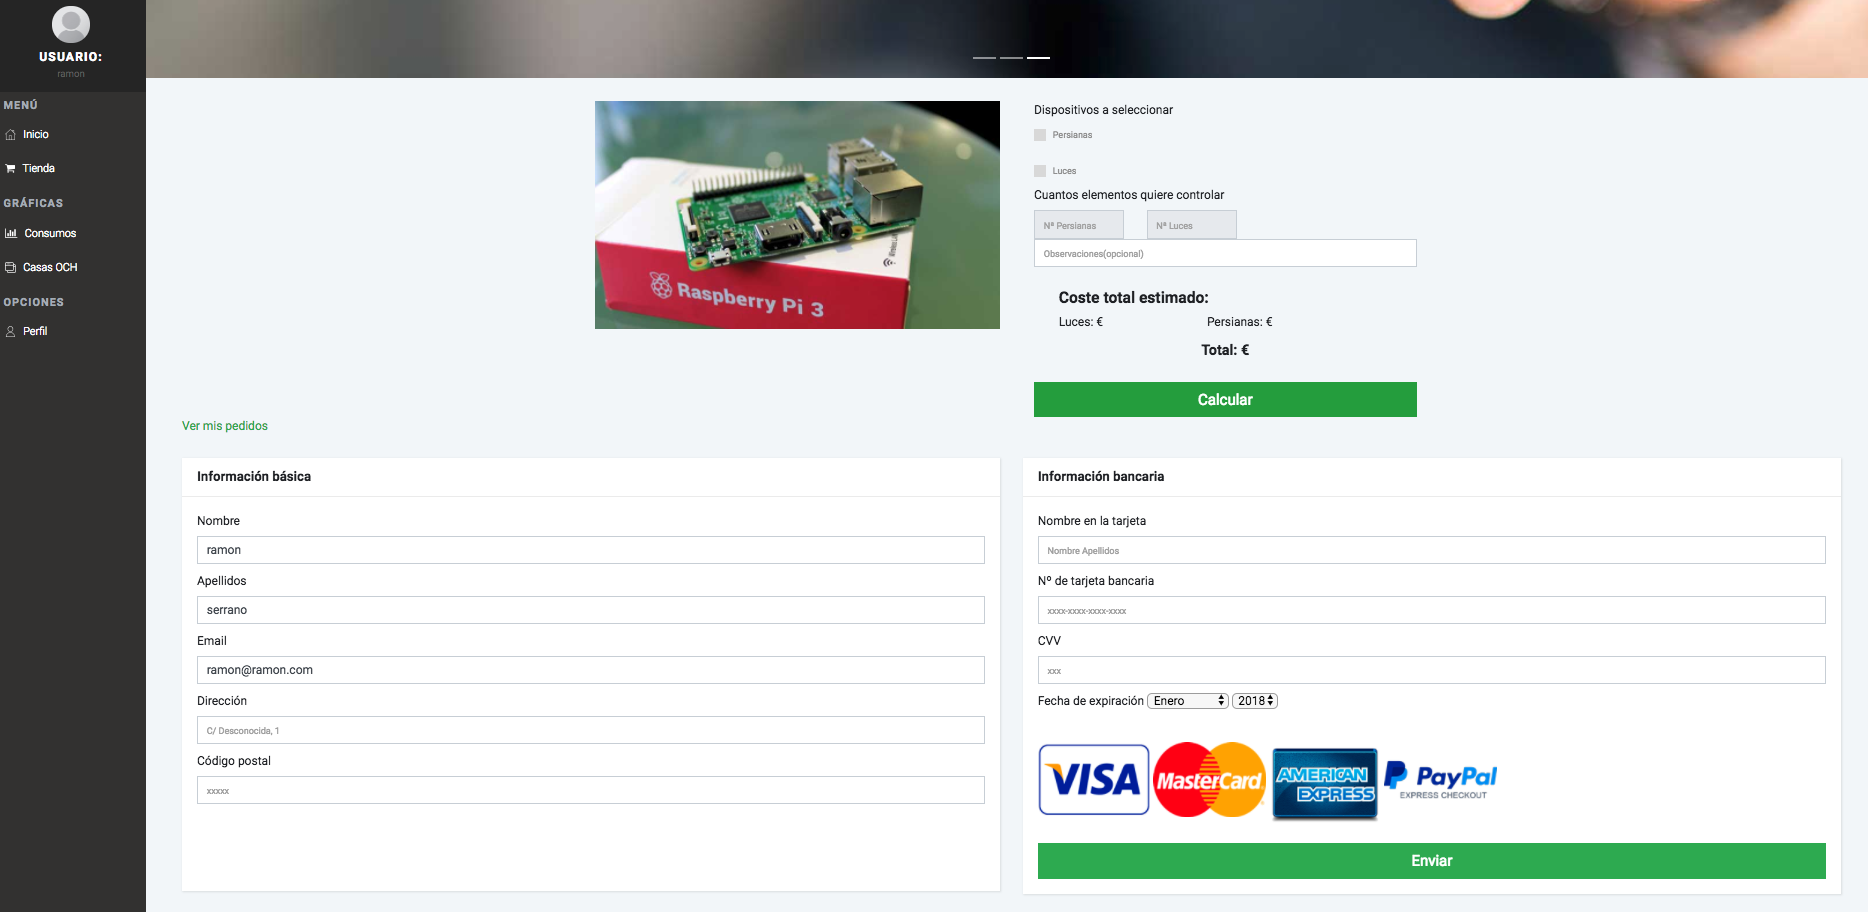 USUARIO:
ramon
MENÚ
Inicio
Tienda
GRÁFICAS
Consumos
Casas OCH
OPCIONES
Perfil
Raspberry Pi 3
Dispositivos a seleccionar
Persianas
Luces
Cuantos elementos quiere controlar
Nª Persianas
Nª Luces
Observaciones(opcional)
Coste total estimado:
Luces: €
Persianas: €
Total: €
Calcular
Ver mis pedidos
Información básica
Nombre
ramon
Apellidos
serrano
Email
ramon@ramon.com
Dirección
C/ Desconocida, 1
Código postal
xxxxx
Información bancaria
Nombre en la tarjeta
Nombre Apellidos
Nº de tarjeta bancaria
xxxx-xxxx-xxxx-xxxx
CVV
xxx
Fecha de expiración Enero 2018
VISA
MasterCard
AMERICAN
EXPRESS
PayPal
EXPRESS CHECKOUT
Enviar